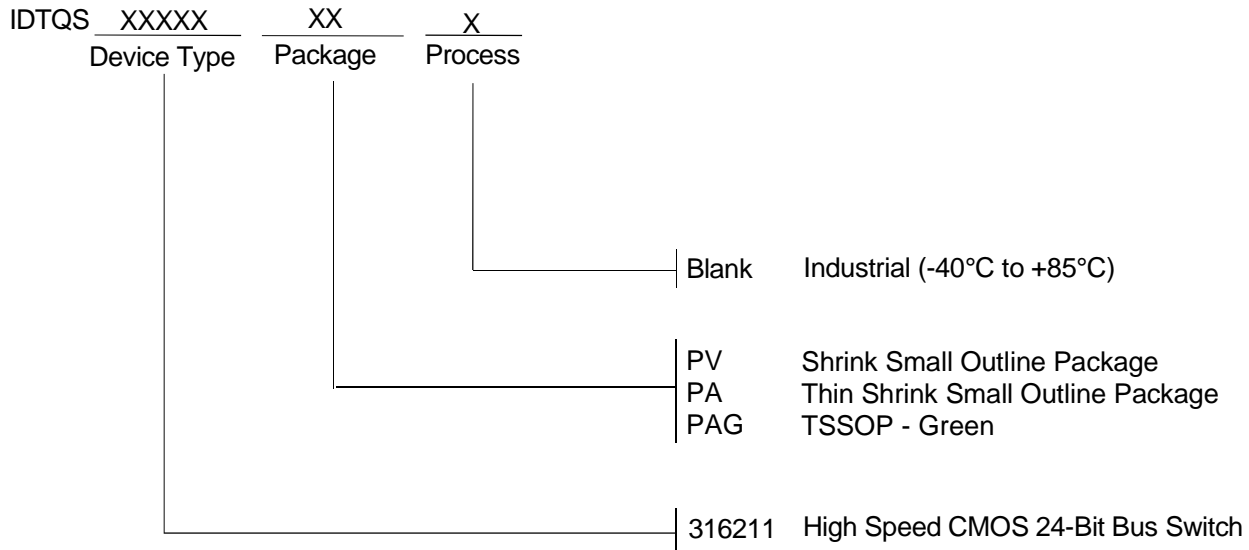 IDTQS XXXXX XX X
Device Type Package Process
Blank Industrial (-40°C to +85°C)
PV Shrink Small Outline Package
PA Thin Shrink Small Outline Package
PAG TSSOP - Green
316211 High Speed CMOS 24-Bit Bus Switch